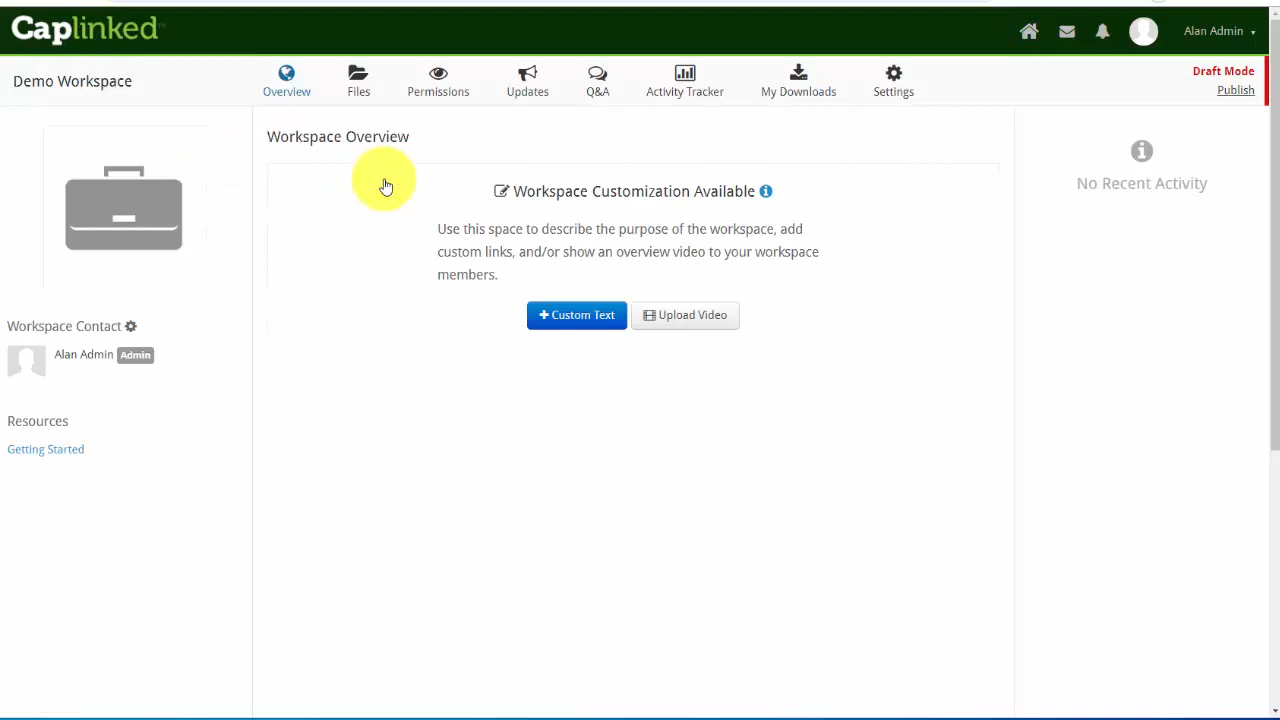 Caplinked
Alan Admin
Demo Workspace
Overview
Files
Permissions
Updates
Q&A
Activity Tracker
My Downloads
Settings
Draft Mode
Publish
Workspace Overview
Workspace Customization Available
Use this space to describe the purpose of the workspace, add
custom links, and/or show an overview video to your workspace
members.
+ Custom Text
Upload Video
No Recent Activity
Workspace Contact
Alan Admin Admin
Resources
Getting Started